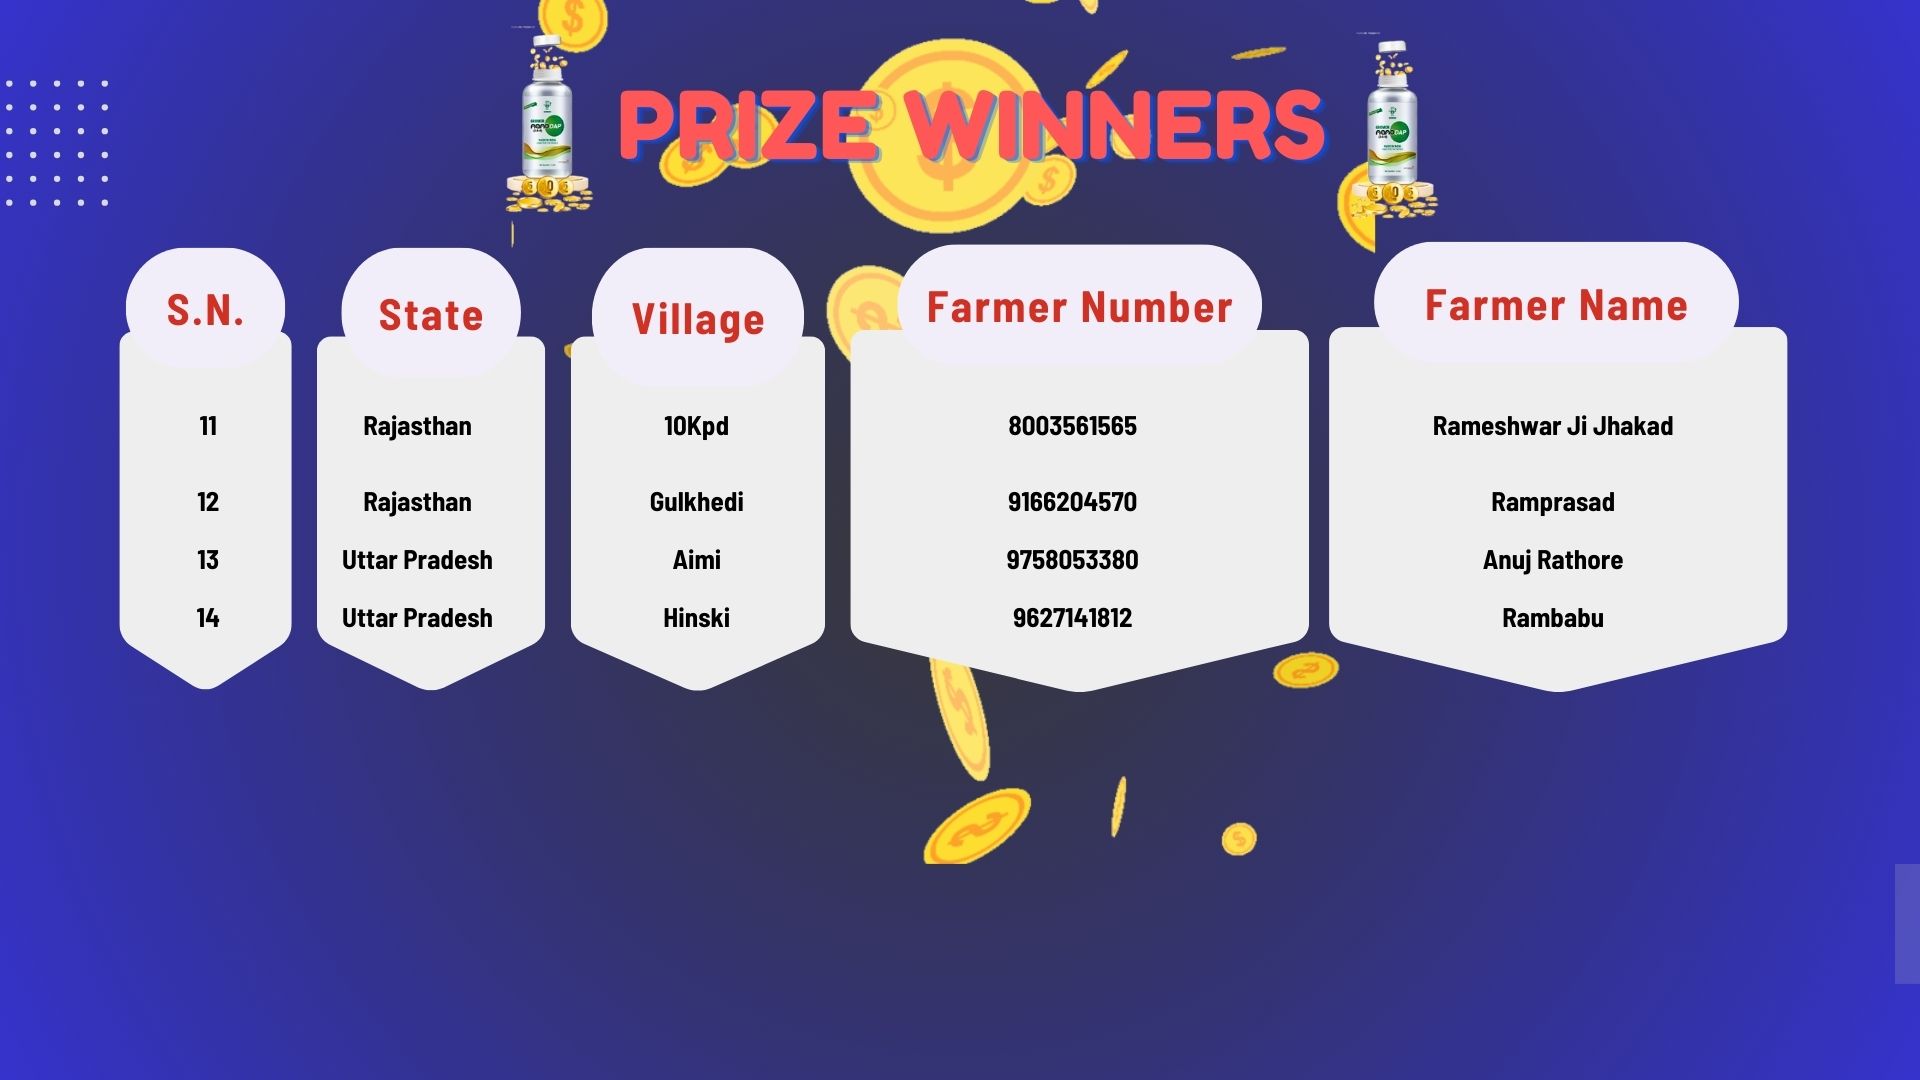 PRIZE WINNERS
S.N. State Village Farmer Number Farmer Name
11 Rajasthan 10Kpd 8003561565 Rameshwar Ji Jhakad
12 Rajasthan Gulkhedi 9166204570 Ramprasad
13 Uttar Pradesh Aimi 9758053380 Anuj Rathore
14 Uttar Pradesh Hinski 9627141812 Rambabu